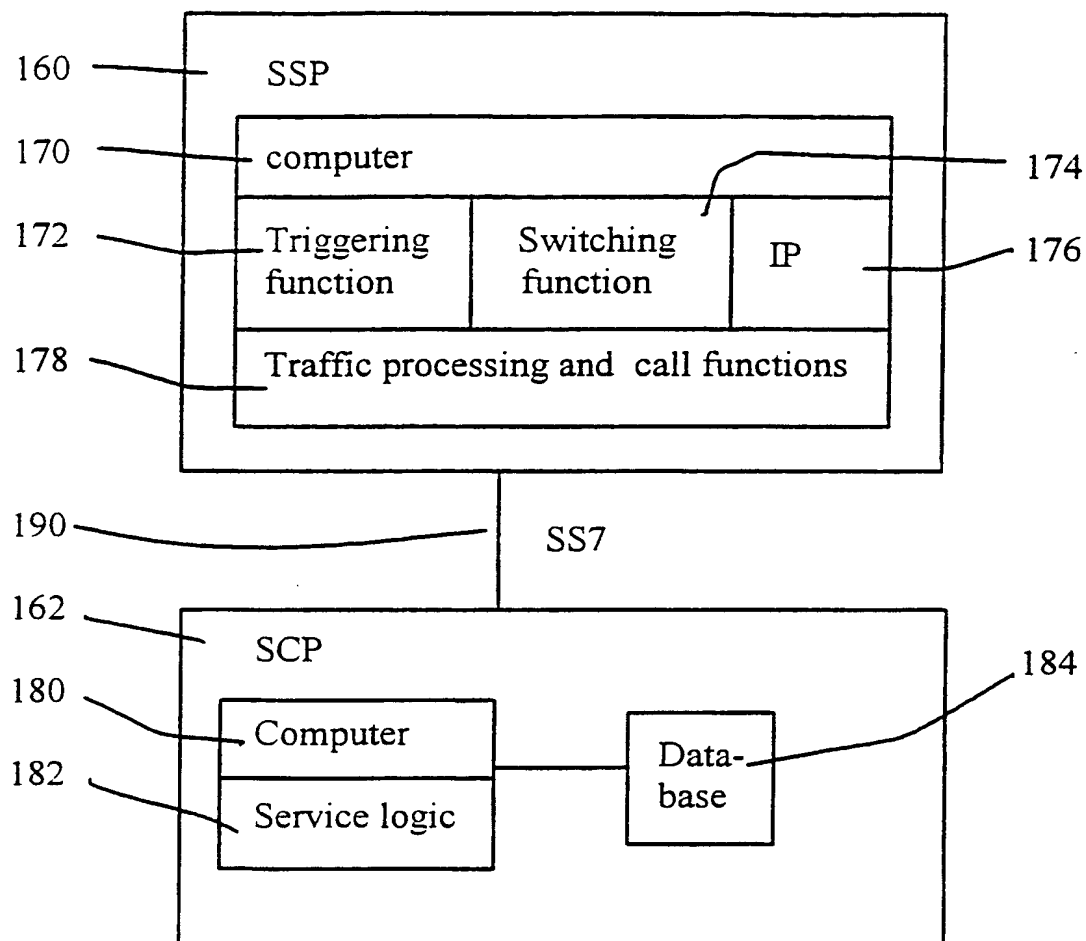 160
SSP
170
computer
174
172
Triggering
function
Switching
function
IP
176
178
Traffic processing and call functions
190
SS7
162
SCP
184
180
Computer
182
Service logic
Data-
base